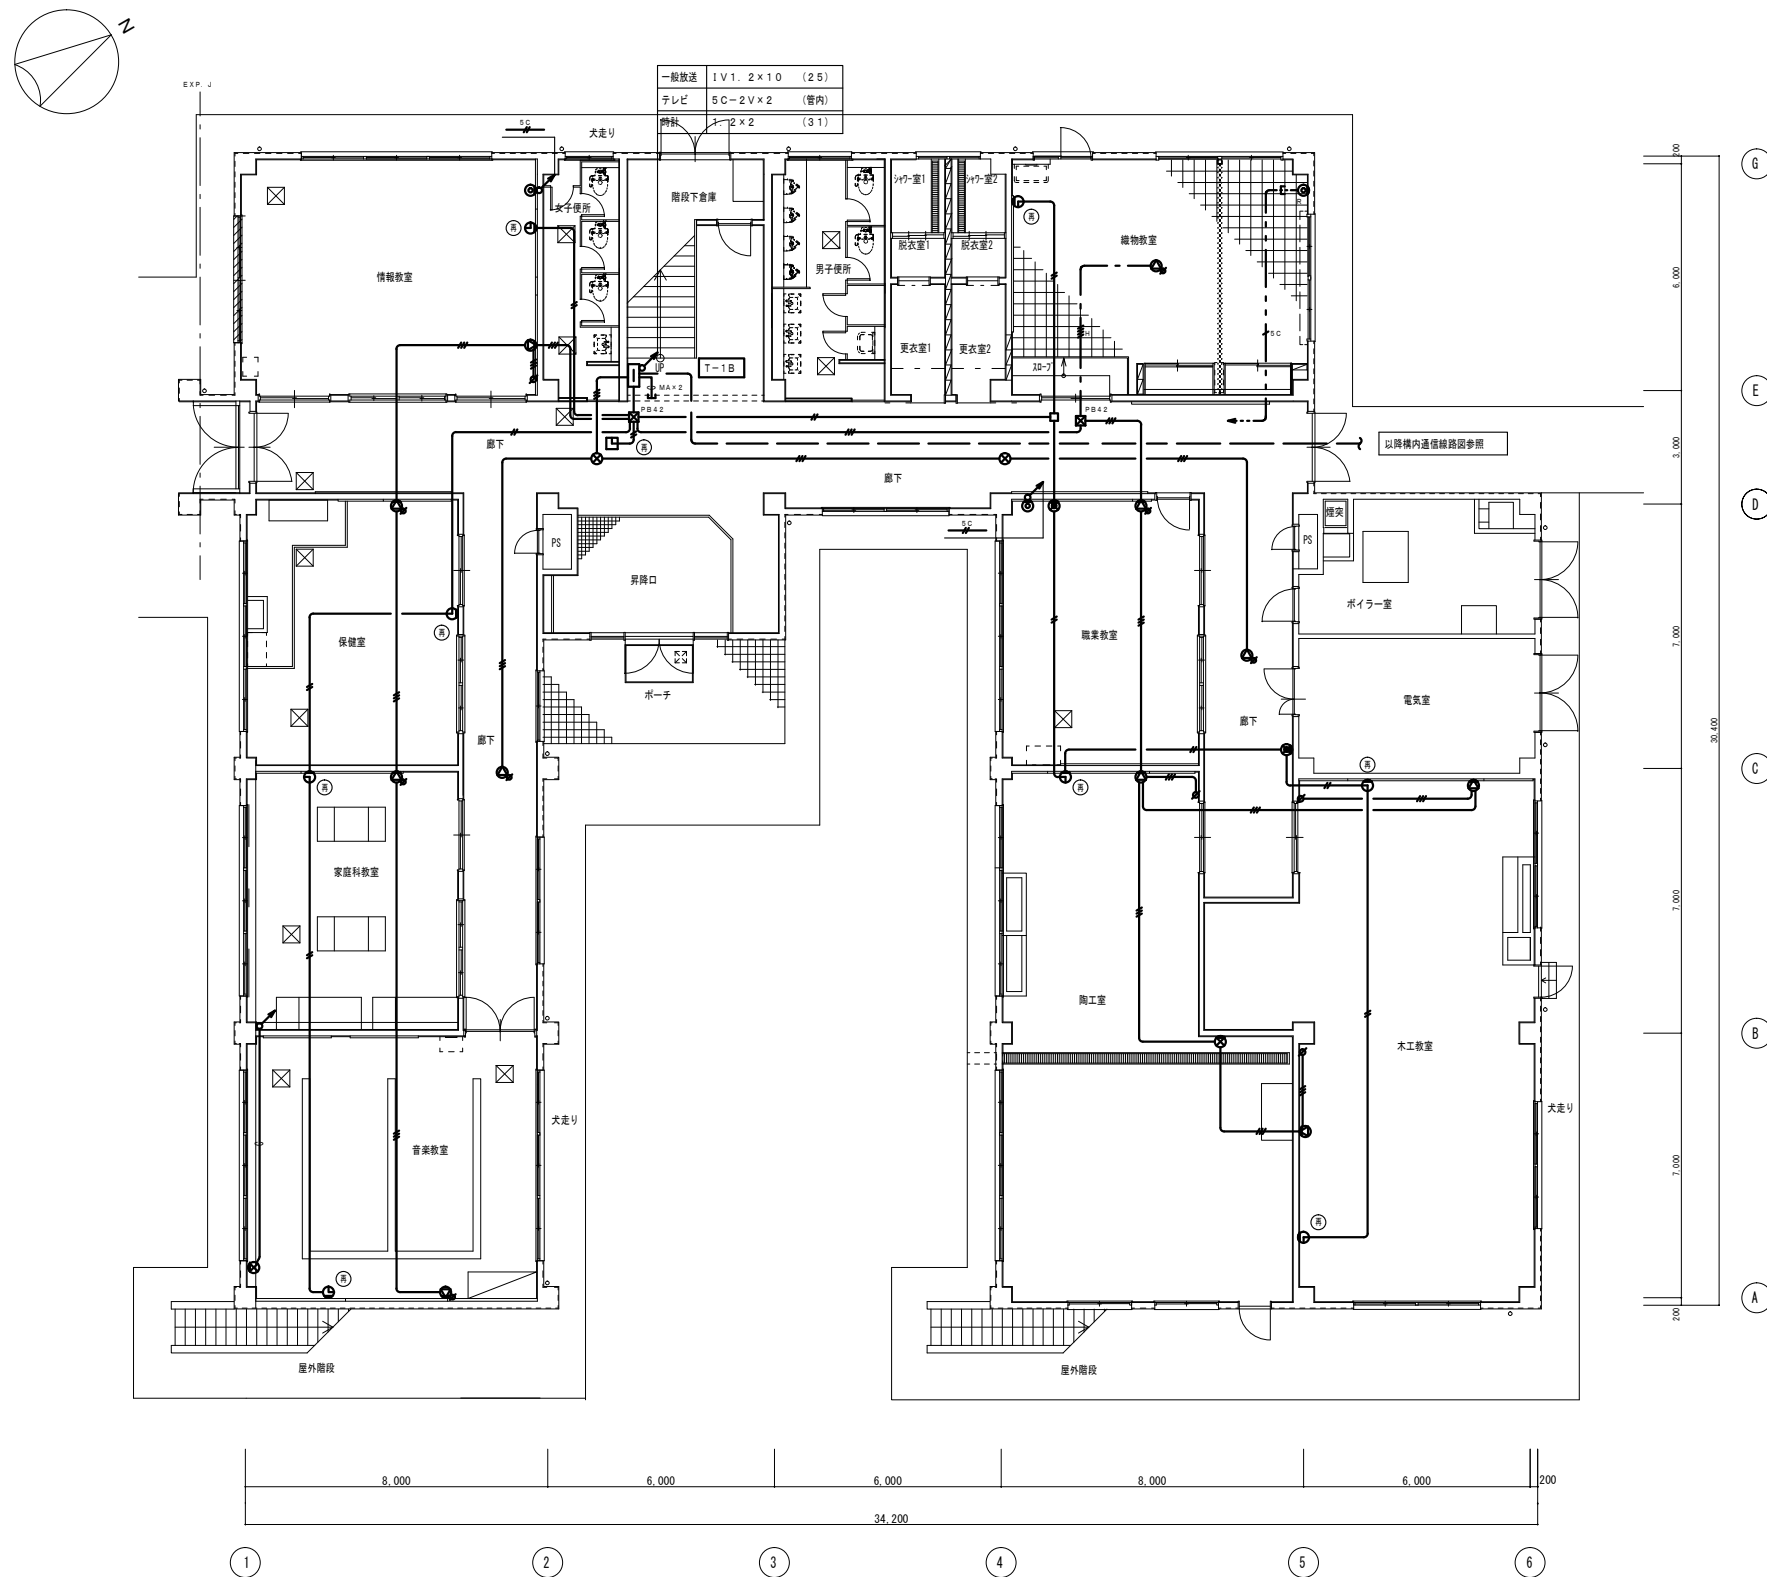 N
EXP. J
一般放送 IV1. 2×10 (25)
テレビ 5C-2V×2 (管内)
時計 1. 2×2 (31)
5C
犬走り
G
200
女子便所
階段下倉庫
シャワー室1
シャワー室2
再
再
脱衣室1
脱衣室2
織物教室
R
情報教室
男子便所
6,000
H
5C
更衣室1
更衣室2
UP
T-1B
スロープ
MA×2
E
PB42
PB42
廊下
再
以降構内通信線路図参照
3,000
廊下
D
5C
煙突
PS
PS
昇降口
ボイラー室
再
保健室
職業教室
7,000
ポーチ
電気室
廊下
廊下
30,400
再
再
再
C
家庭科教室
7,000
陶工室
木工教室
B
犬走り
犬走り
音楽教室
7,000
再
再
A
200
屋外階段
屋外階段
8,000
6,000
6,000
8,000
6,000
200
34,200
1
2
3
4
5
6